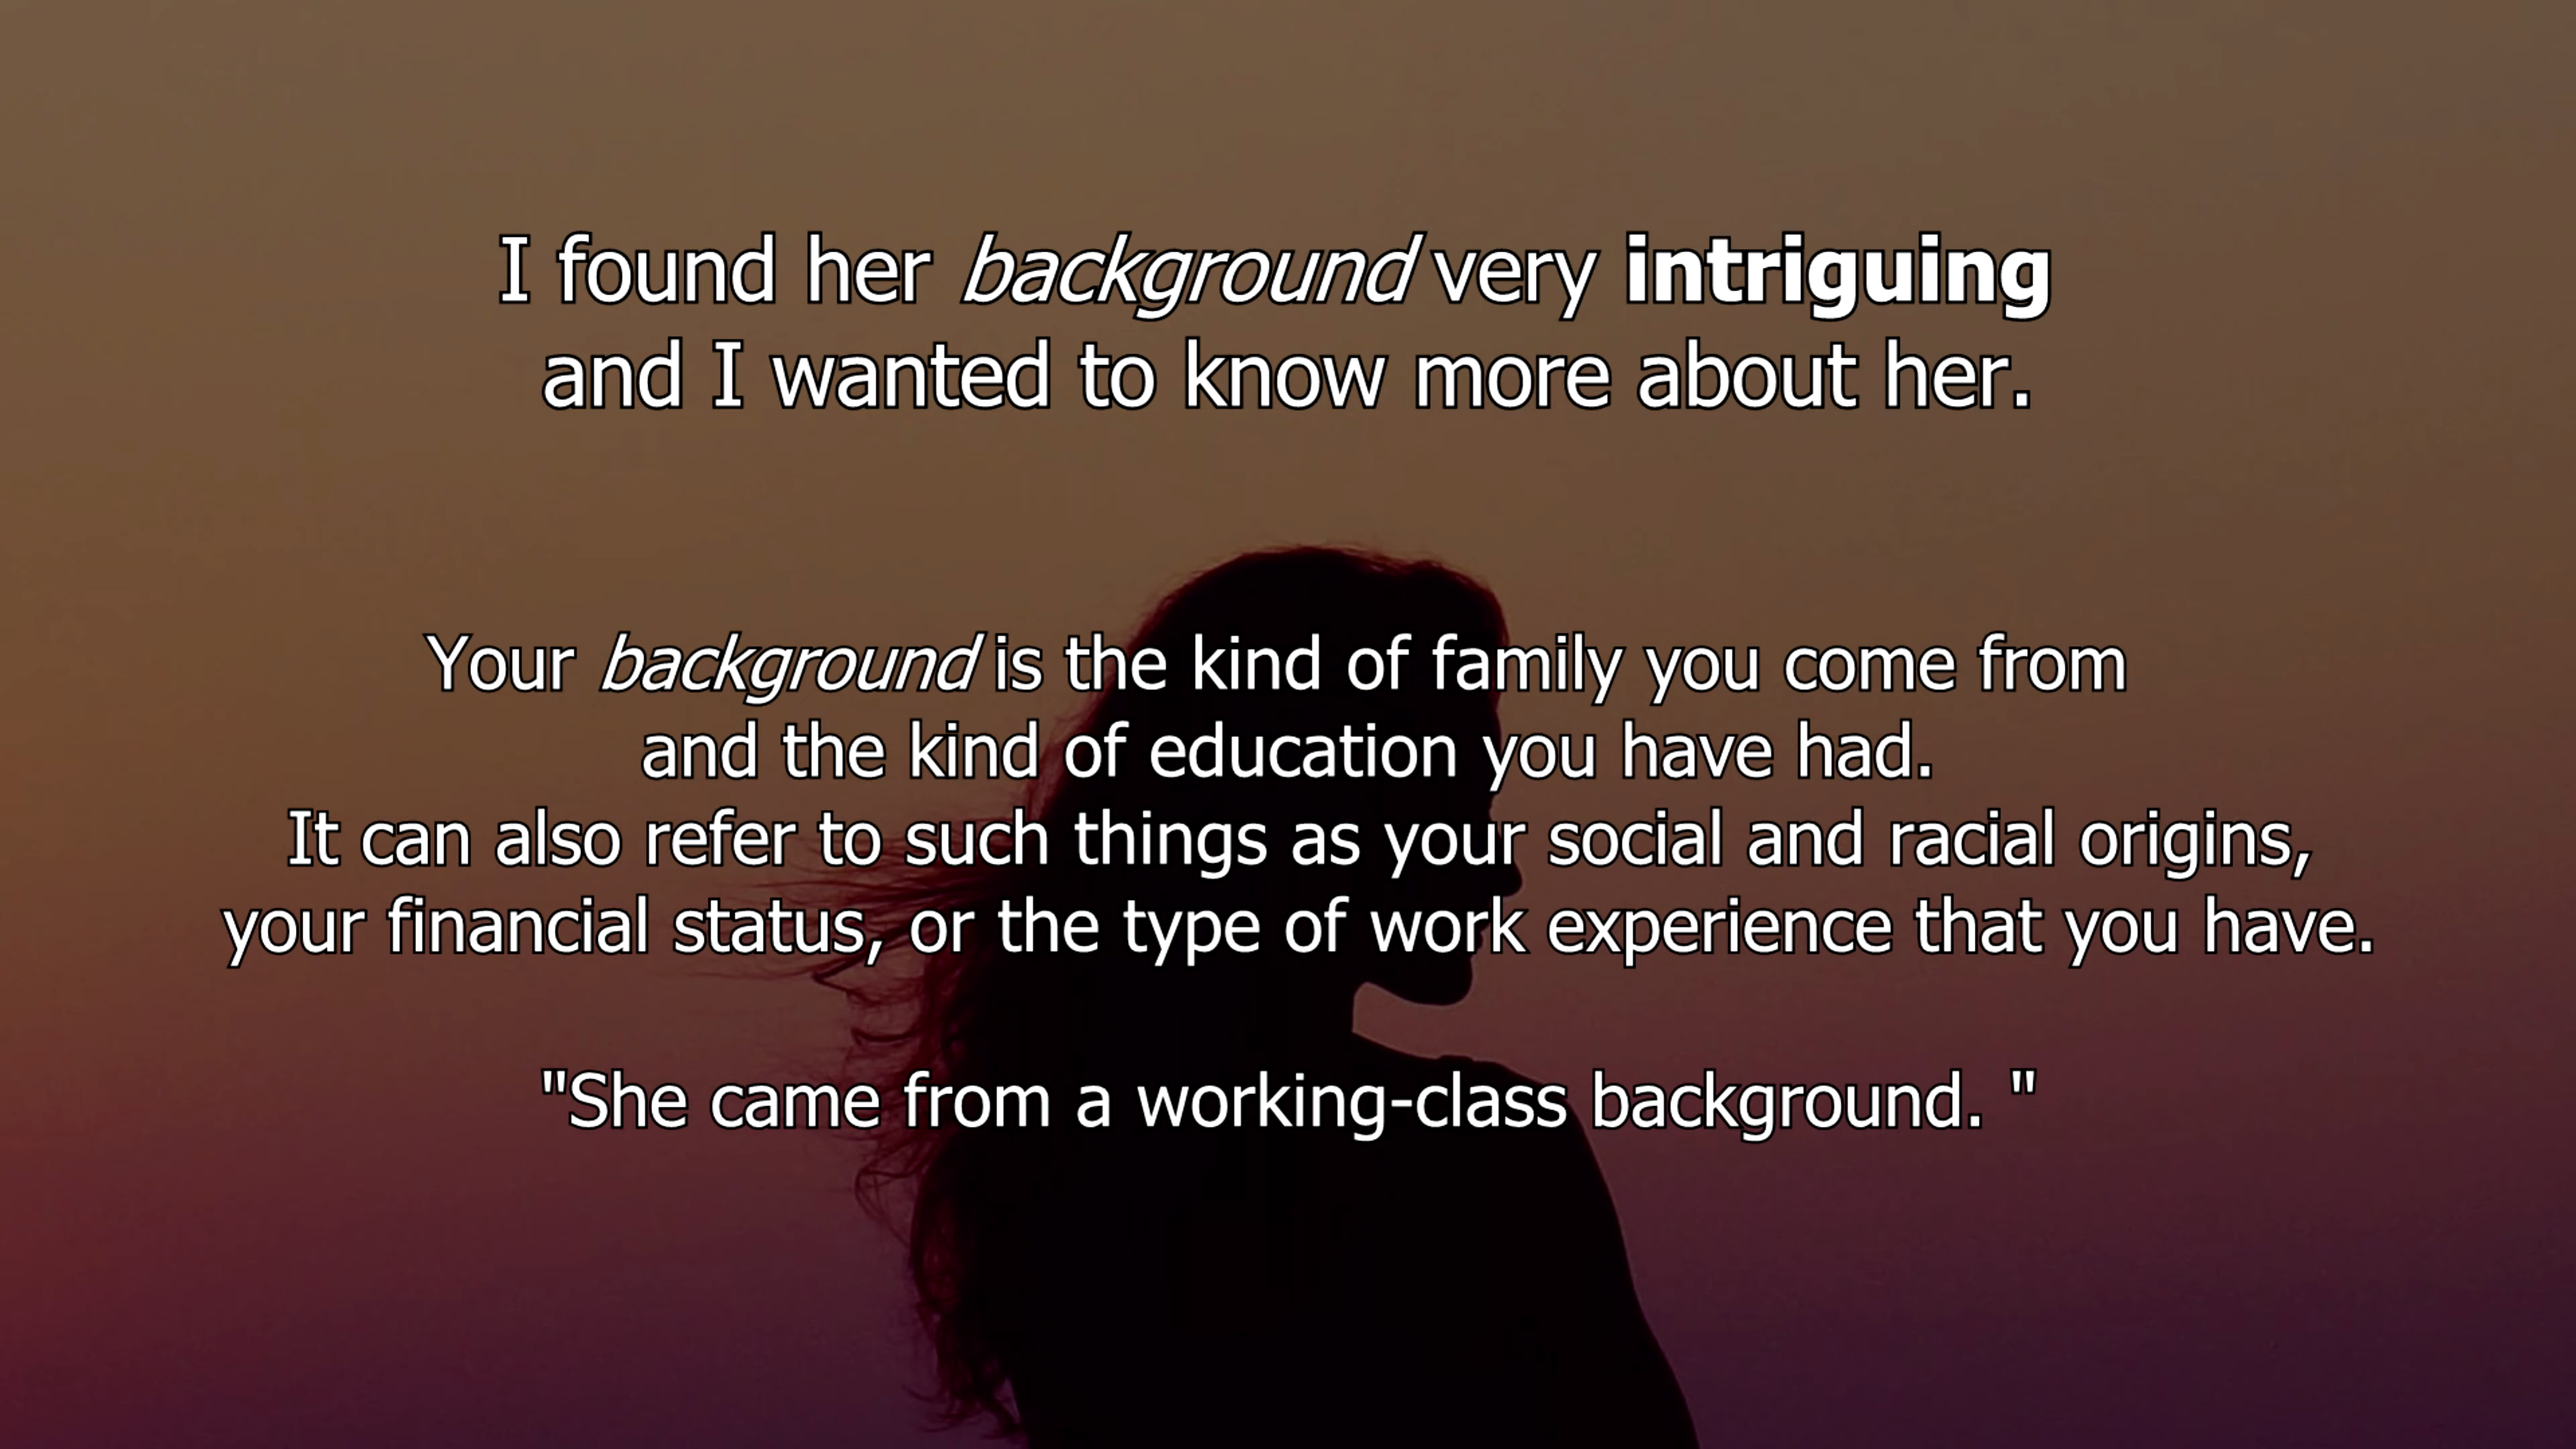 I found her background very intriguing
and I wanted to know more about her.
Your background is the kind of family you come from
and the kind of education you have had.
It can also refer to such things as your social and racial origins,
your financial status, or the type of work experience that you have.
"She came from a working-class background. "